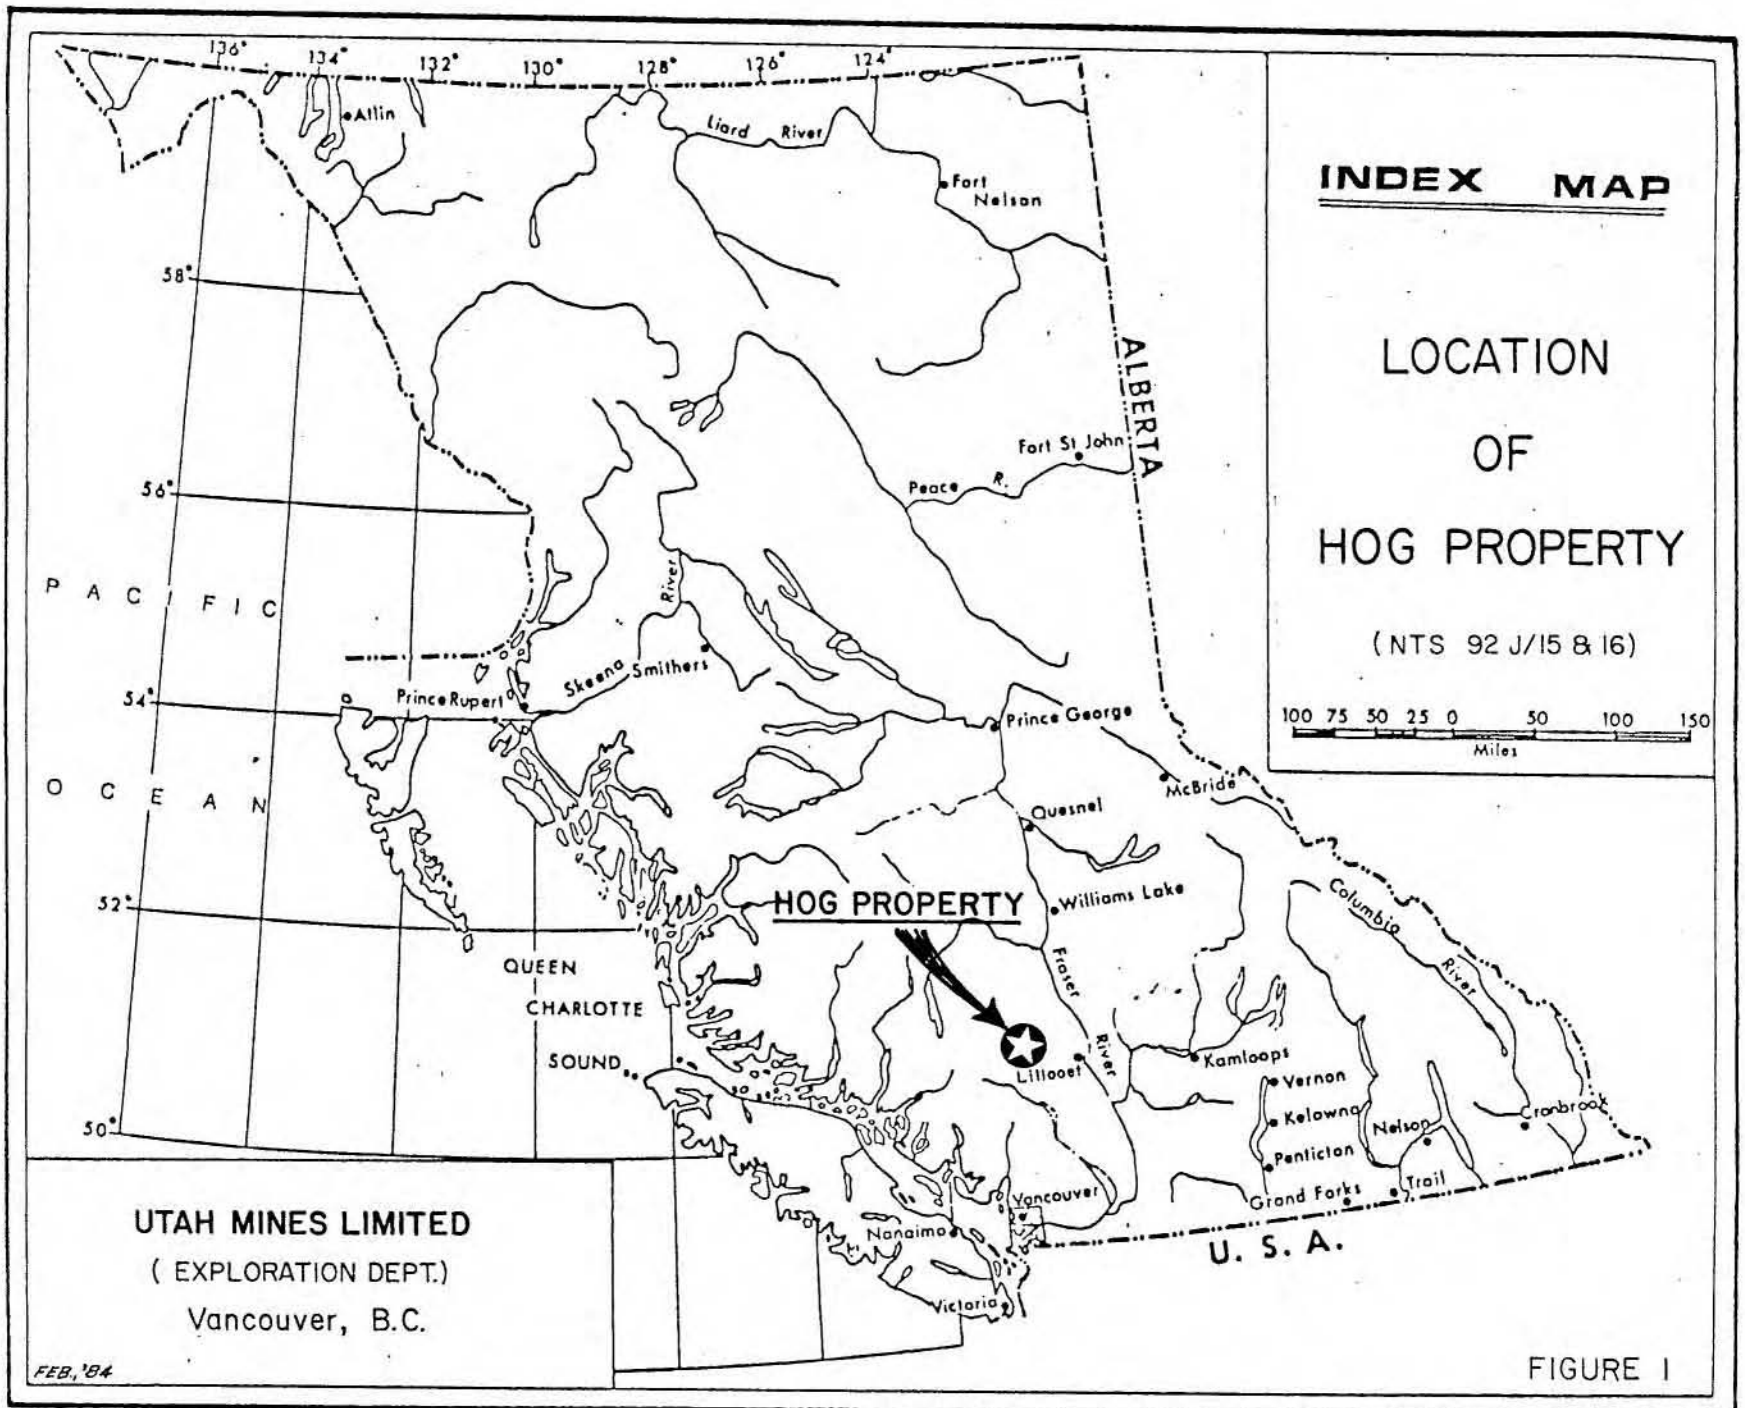 136° 134° 132° 130° 128° 126° 124°
Atlin
Liard River
Fort
Nelson
58°
ALBERTA
Fort St John
Peace R.
56°
PACIFIC
River
Skeena
Smithers
54°
Prince Rupert
Prince George
McBride
OCEAN
Quesnel
52°
HOG PROPERTY
Williams Lake
Columbia
River
QUEEN
CHARLOTTE
SOUND
Fraser
River
Lillooet
Kamloops
Vernon
Kelowna
Nelson
Cranbrook
50°
Penticton
Grand Forks
Trail
Vancouver
Nanaimo
Victoria
U. S. A.
INDEX MAP
LOCATION
OF
HOG PROPERTY
(NTS 92 J/15 & 16)
100 75 50 25 0 50 100 150
Miles
UTAH MINES LIMITED
( EXPLORATION DEPT.)
Vancouver, B.C.
FEB., '84
FIGURE 1